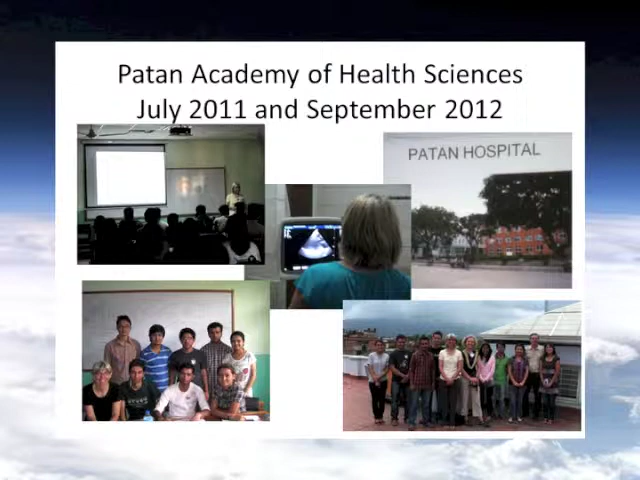 Patan Academy of Health Sciences
July 2011 and September 2012
PATAN HOSPITAL